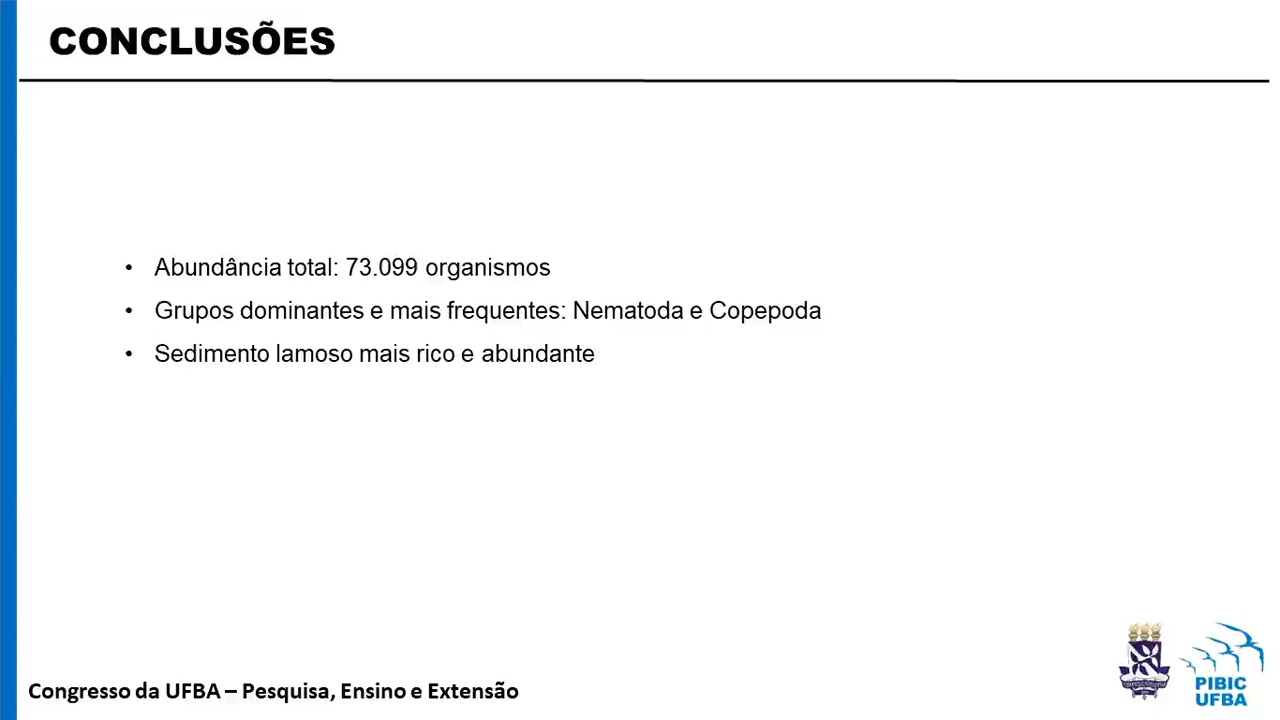 CONCLUSÕES
• Abundância total: 73.099 organismos
• Grupos dominantes e mais frequentes: Nematoda e Copepoda
• Sedimento lamoso mais rico e abundante
Congresso da UFBA – Pesquisa, Ensino e Extensão
PIBIC
UFBA